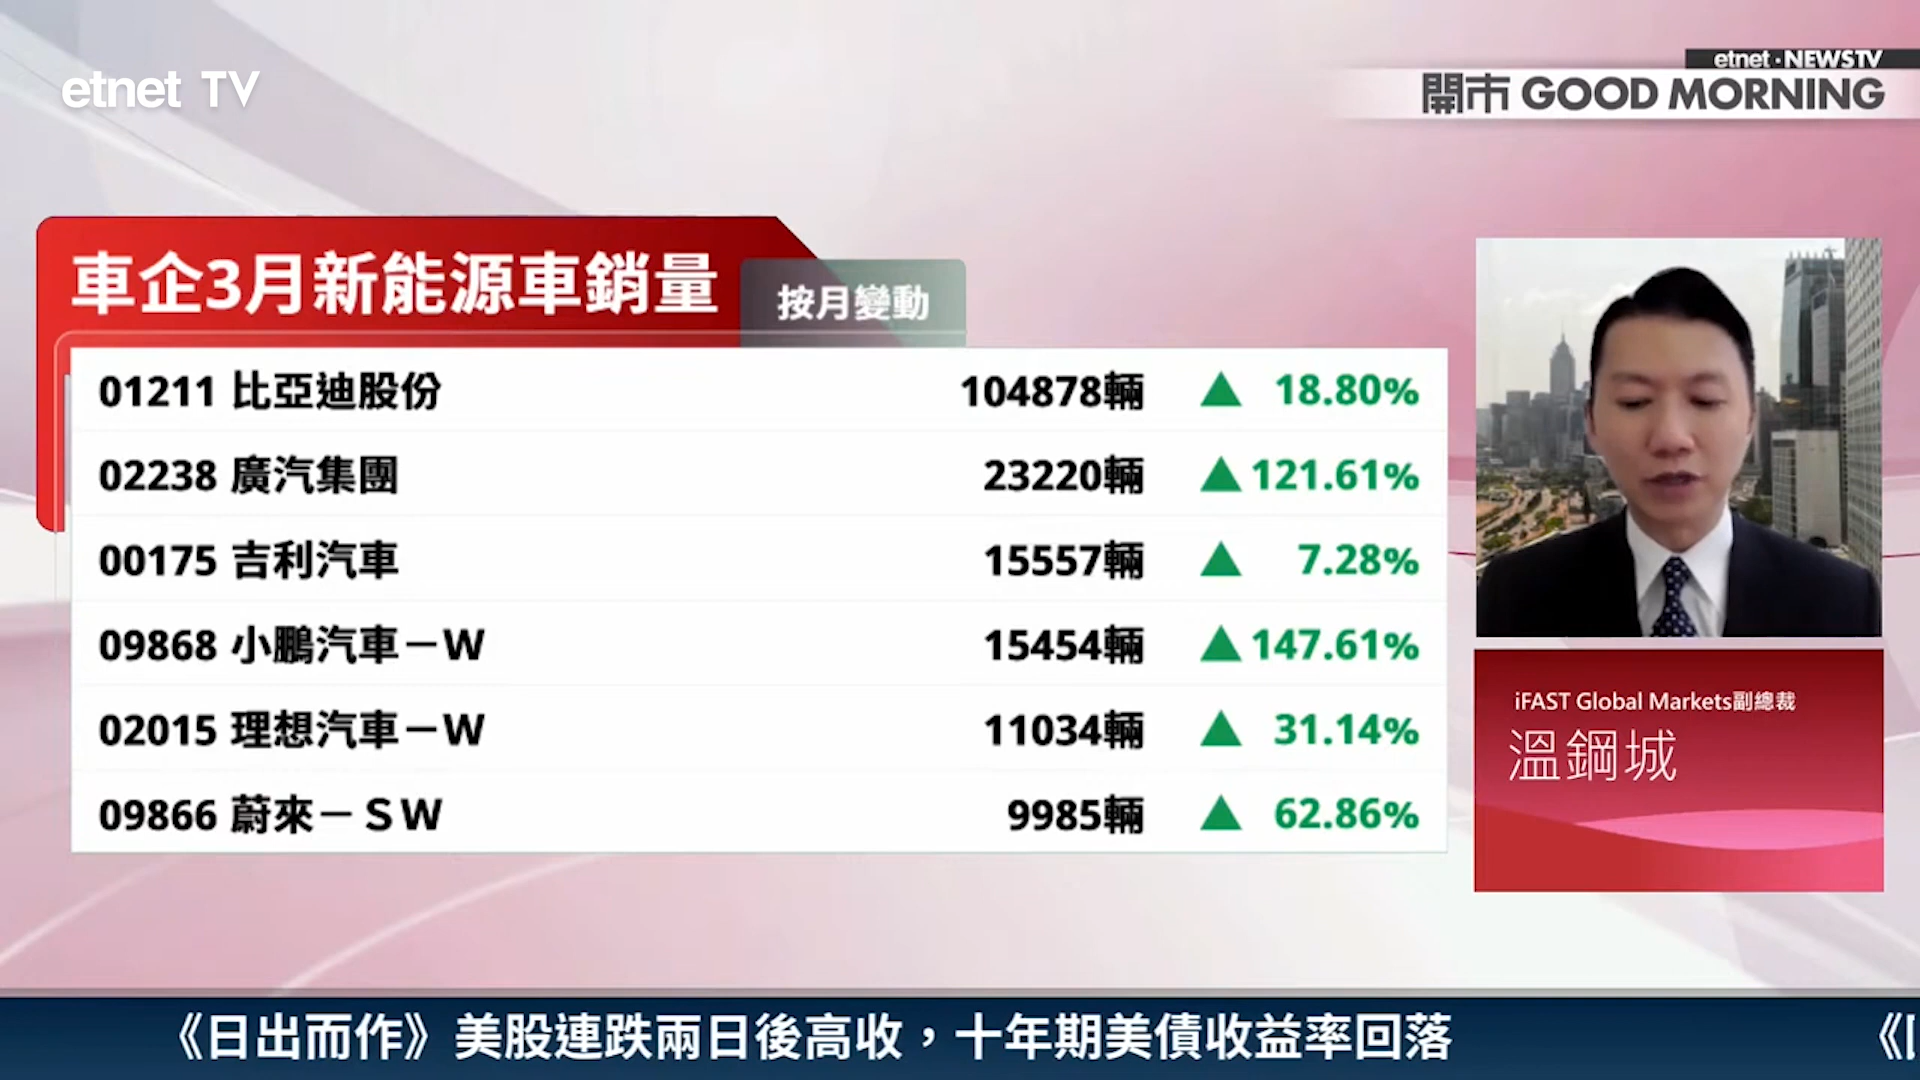 etnet TV
etnet·NEWSTV
開市 GOOD MORNING
車企3月新能源車銷量
按月變動
01211 比亞迪股份 104878輛 ▲ 18.80%
02238 廣汽集團 23220輛 ▲ 121.61%
00175 吉利汽車 15557輛 ▲ 7.28%
09868 小鵬汽車－W 15454輛 ▲ 147.61%
02015 理想汽車－W 11034輛 ▲ 31.14%
09866 蔚來－ＳＷ 9985輛 ▲ 62.86%
iFAST Global Markets副總裁
溫鋼城
《日出而作》美股連跌兩日後高收，十年期美債收益率回落